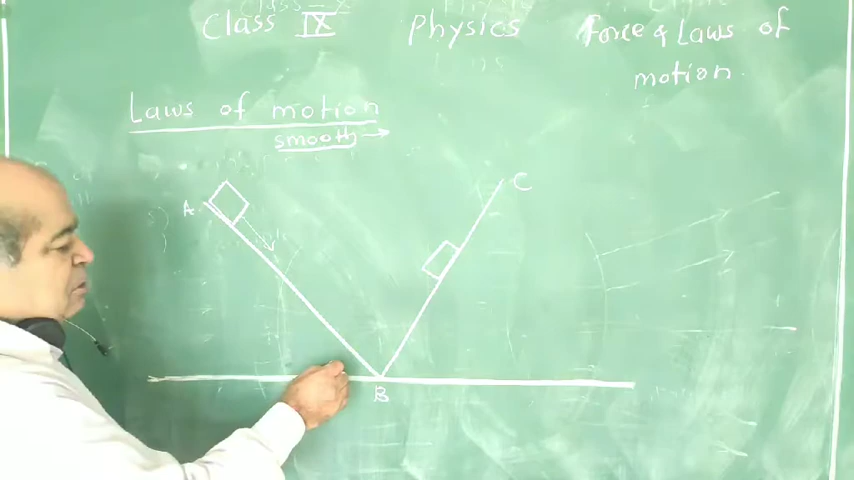 Class IX
Physics
Force & Laws of
motion.
Laws of motion
smooth →
A
C
B